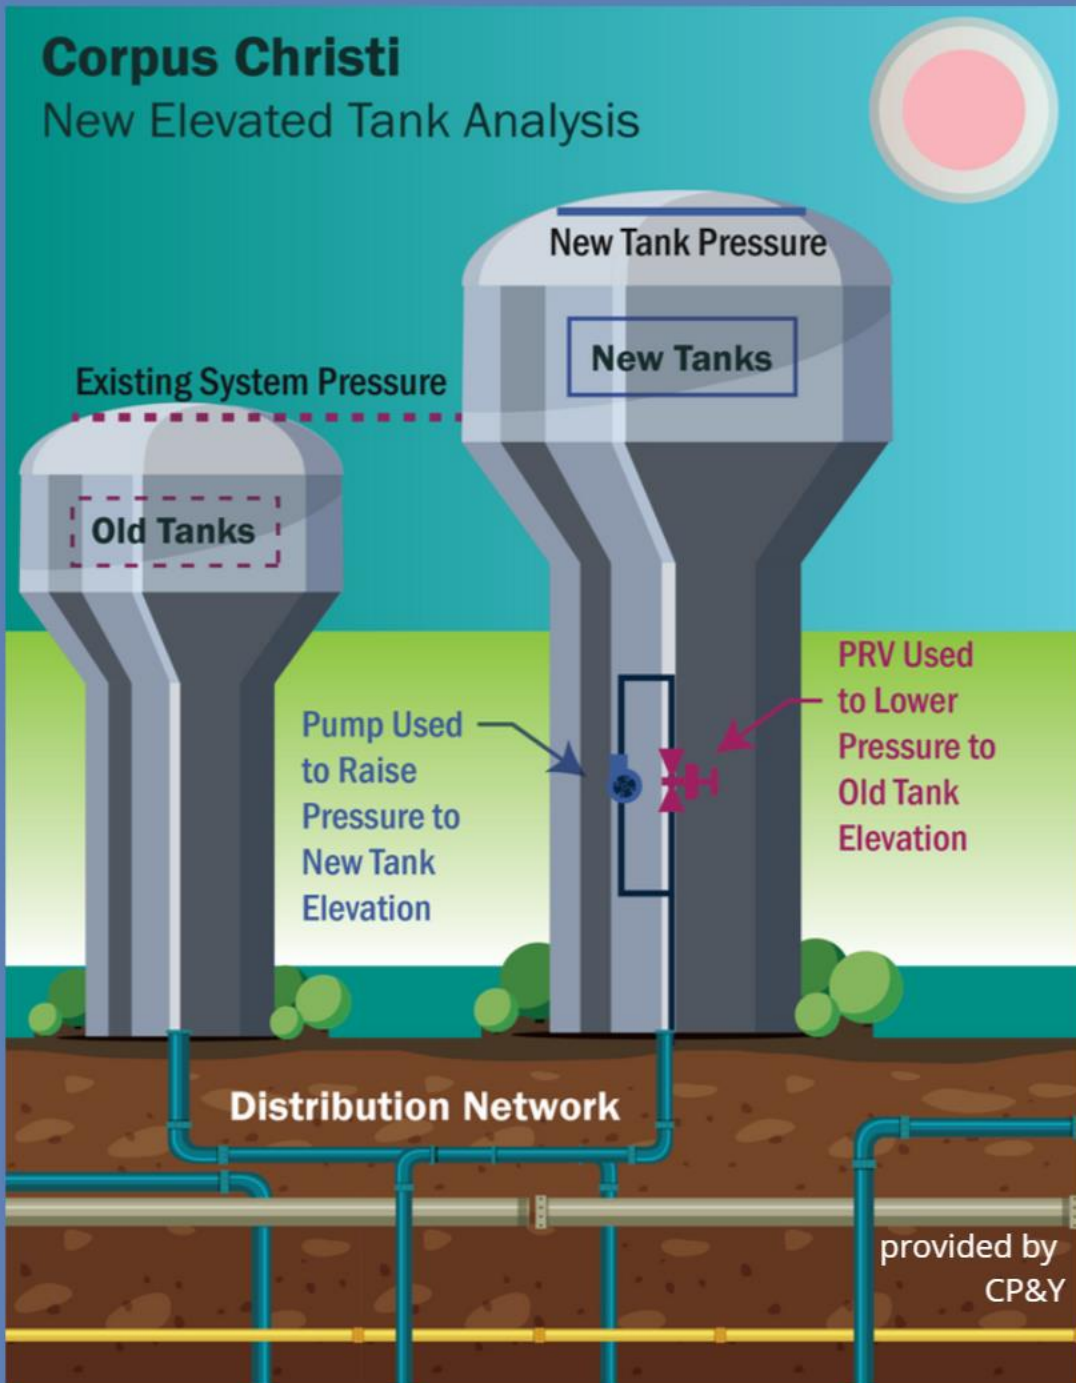 Corpus Christi
New Elevated Tank Analysis
New Tank Pressure
New Tanks
Existing System Pressure
Old Tanks
Pump Used
to Raise
Pressure to
New Tank
Elevation
PRV Used
to Lower
Pressure to
Old Tank
Elevation
Distribution Network
provided by
CP&Y